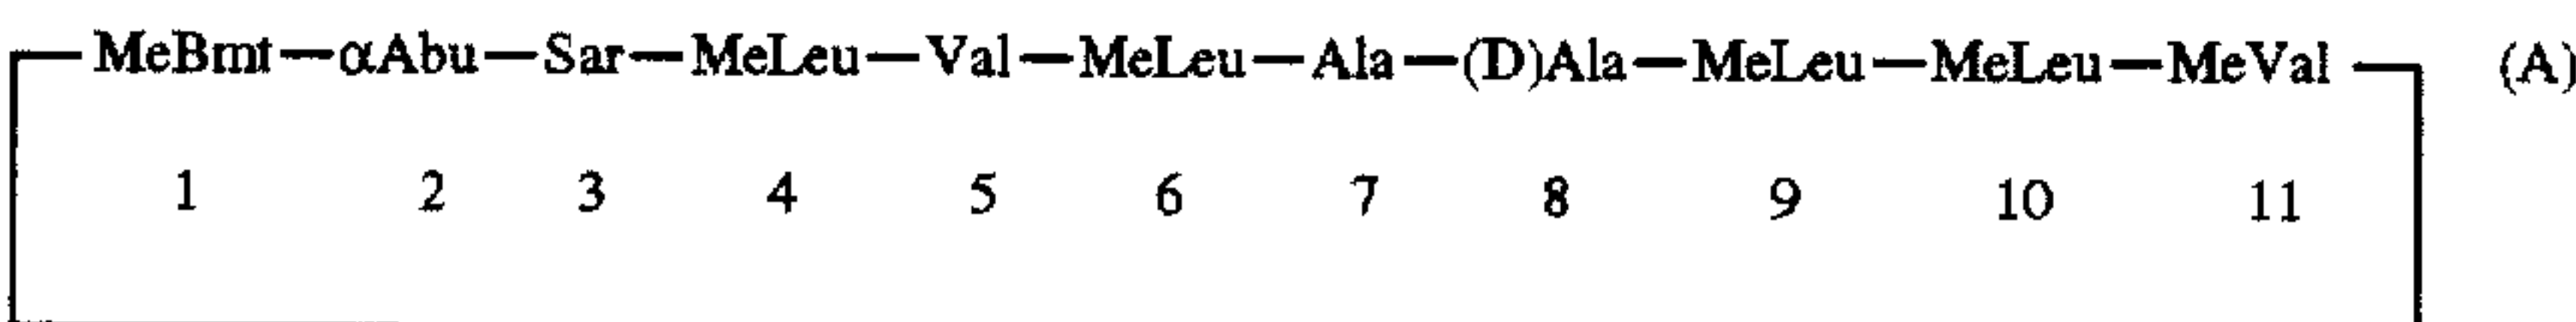 MeBmt—αAbu—Sar—MeLeu—Val—MeLeu—Ala—(D)Ala—MeLeu—MeLeu—MeVal — (A)
1 2 3 4 5 6 7 8 9 10 11